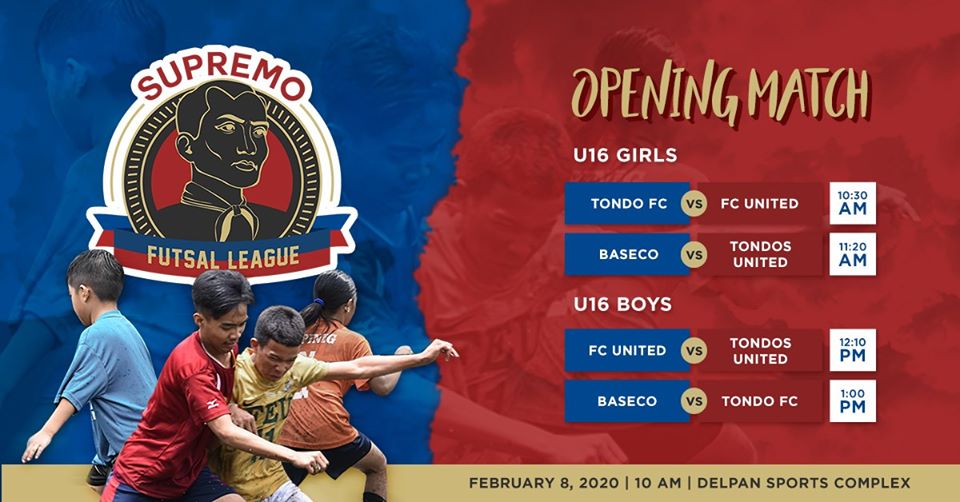 SUPREMO
FUTSAL LEAGUE
OPENING MATCH
U16 GIRLS
TONDO FC VS FC UNITED 10:30 AM
BASECO VS TONDOS UNITED 11:20 AM
U16 BOYS
FC UNITED VS TONDOS UNITED 12:10 PM
BASECO VS TONDO FC 1:00 PM
FEBRUARY 8, 2020 | 10 AM | DELPAN SPORTS COMPLEX